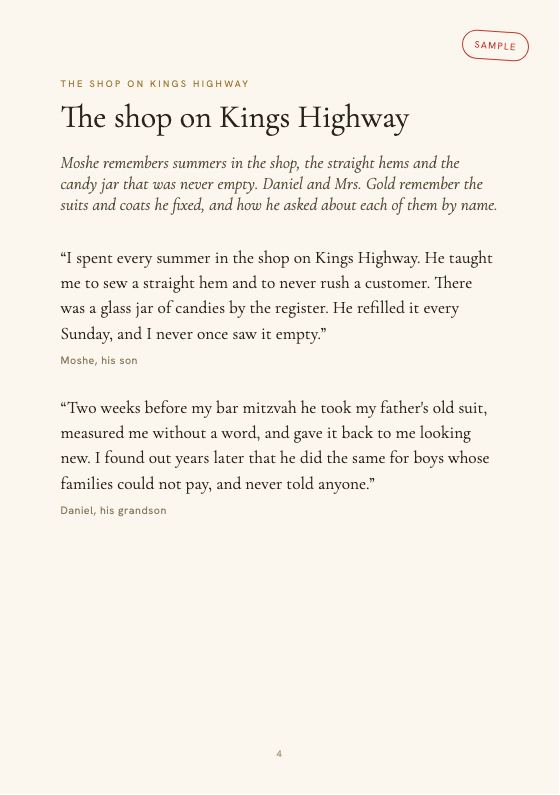 SAMPLE
THE SHOP ON KINGS HIGHWAY
The shop on Kings Highway
Moshe remembers summers in the shop, the straight hems and the
candy jar that was never empty. Daniel and Mrs. Gold remember the
suits and coats he fixed, and how he asked about each of them by name.
“I spent every summer in the shop on Kings Highway. He taught
me to sew a straight hem and to never rush a customer. There
was a glass jar of candies by the register. He refilled it every
Sunday, and I never once saw it empty.”
Moshe, his son
“Two weeks before my bar mitzvah he took my father's old suit,
measured me without a word, and gave it back to me looking
new. I found out years later that he did the same for boys whose
families could not pay, and never told anyone.”
Daniel, his grandson
4